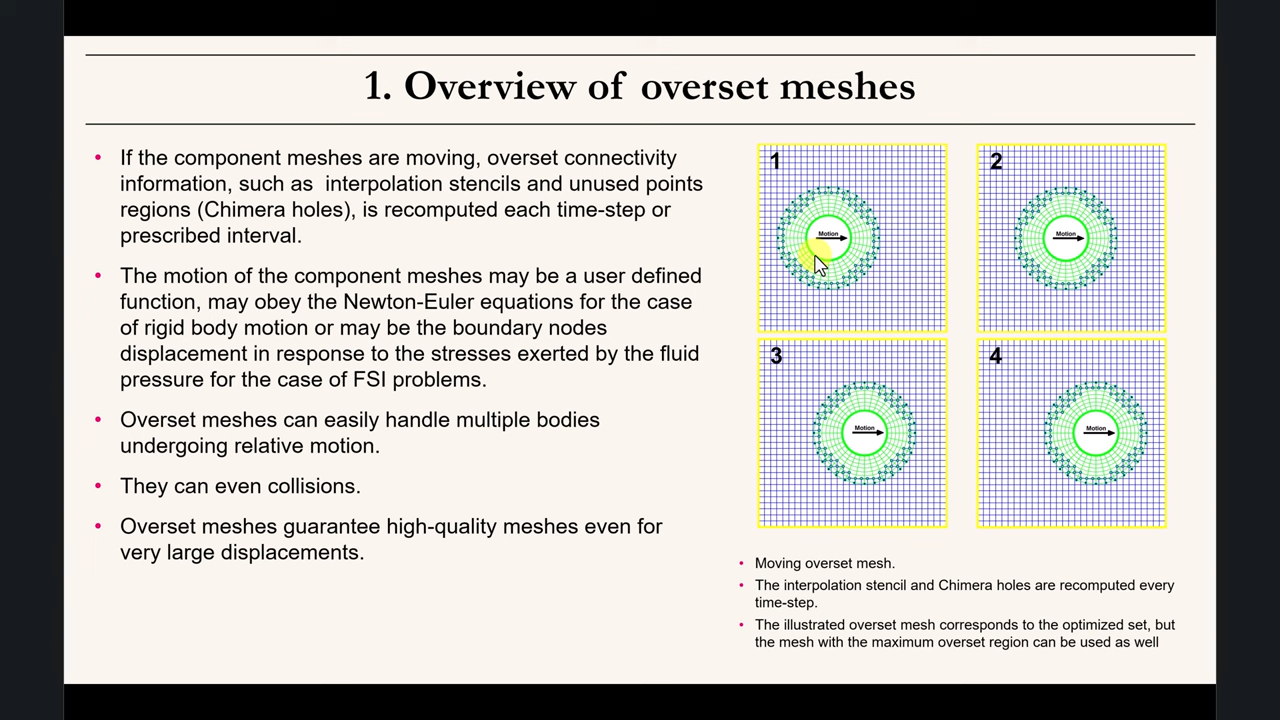 1. Overview of overset meshes
• If the component meshes are moving, overset connectivity
information, such as interpolation stencils and unused points
regions (Chimera holes), is recomputed each time-step or
prescribed interval.
• The motion of the component meshes may be a user defined
function, may obey the Newton-Euler equations for the case
of rigid body motion or may be the boundary nodes
displacement in response to the stresses exerted by the fluid
pressure for the case of FSI problems.
• Overset meshes can easily handle multiple bodies
undergoing relative motion.
• They can even collisions.
• Overset meshes guarantee high-quality meshes even for
very large displacements.
1
Motion
2
Motion
3
Motion
4
Motion
• Moving overset mesh.
• The interpolation stencil and Chimera holes are recomputed every
time-step.
• The illustrated overset mesh corresponds to the optimized set, but
the mesh with the maximum overset region can be used as well